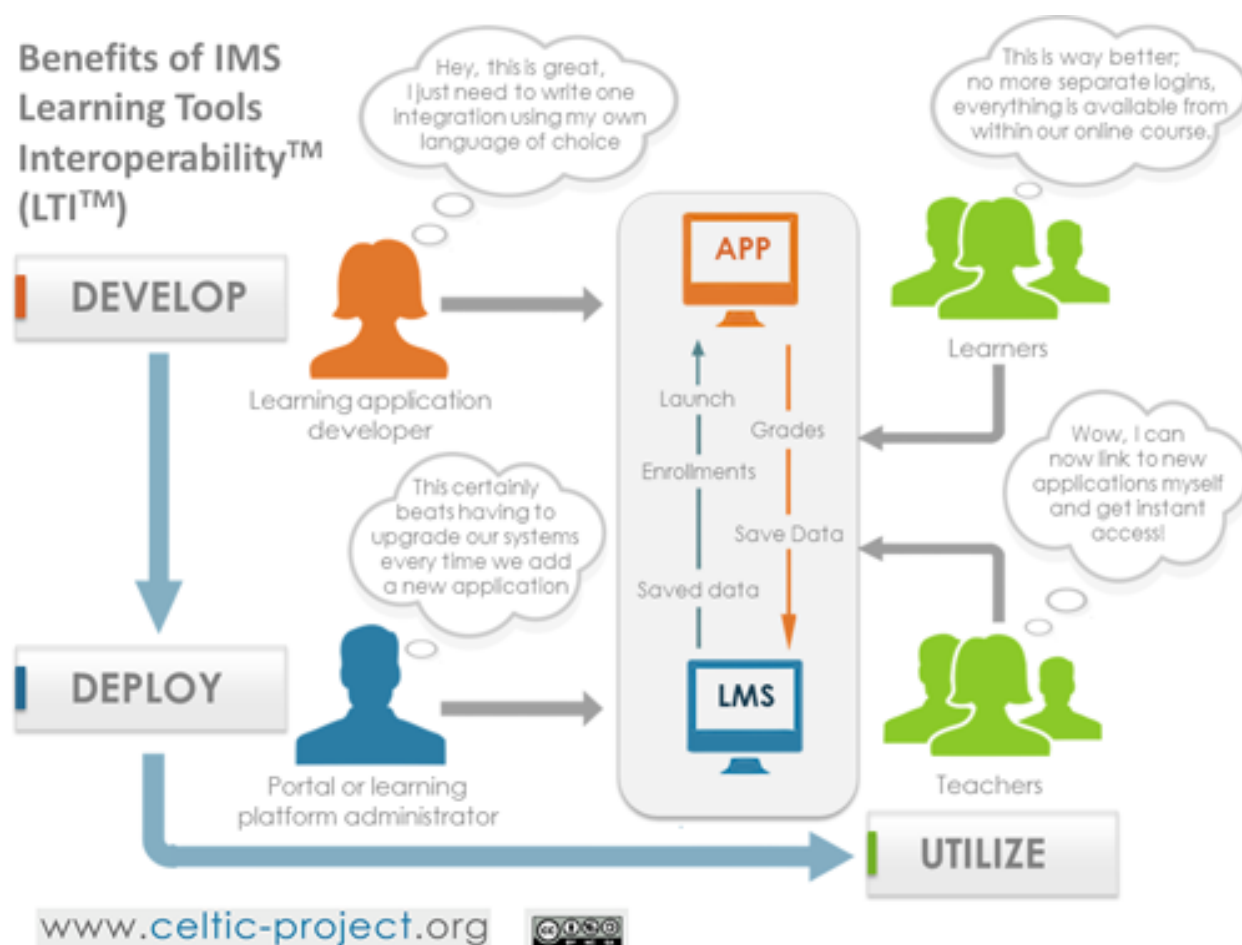 Benefits of IMS
Learning Tools
Interoperability™
(LTI™)
Hey, this is great,
I just need to write one
integration using my own
language of choice
This is way better;
no more separate logins,
everything is available from
within our online course.
DEVELOP
Learning application
developer
APP
Learners
Launch
Grades
Enrollments
Save Data
Saved data
Wow, I can
now link to new
applications myself
and get instant
access!
This certainly
beats having to
upgrade our systems
every time we add
a new application
DEPLOY
Portal or learning
platform administrator
LMS
Teachers
UTILIZE
www.celtic-project.org
cc